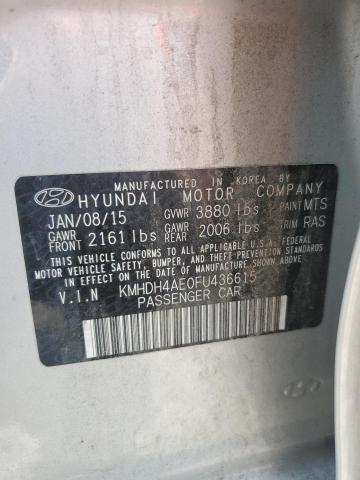 MANUFACTURED IN KOREA BY
HYUNDAI MOTOR COMPANY
JAN/08/15 GVWR 3880 lbs PAINT MTS
GAWR FRONT 2161 lbs GAWR REAR 2006 lbs TRIM RAS
THIS VEHICLE CONFORMS TO ALL APPLICABLE U.S.A. FEDERAL
MOTOR VEHICLE SAFETY, BUMPER, AND THEFT PREVENTION
STANDARDS IN EFFECT ON THE DATE OF MANUFACTURE SHOWN ABOVE.
V.I.N KMHDH4AE0FU436615
PASSENGER CAR